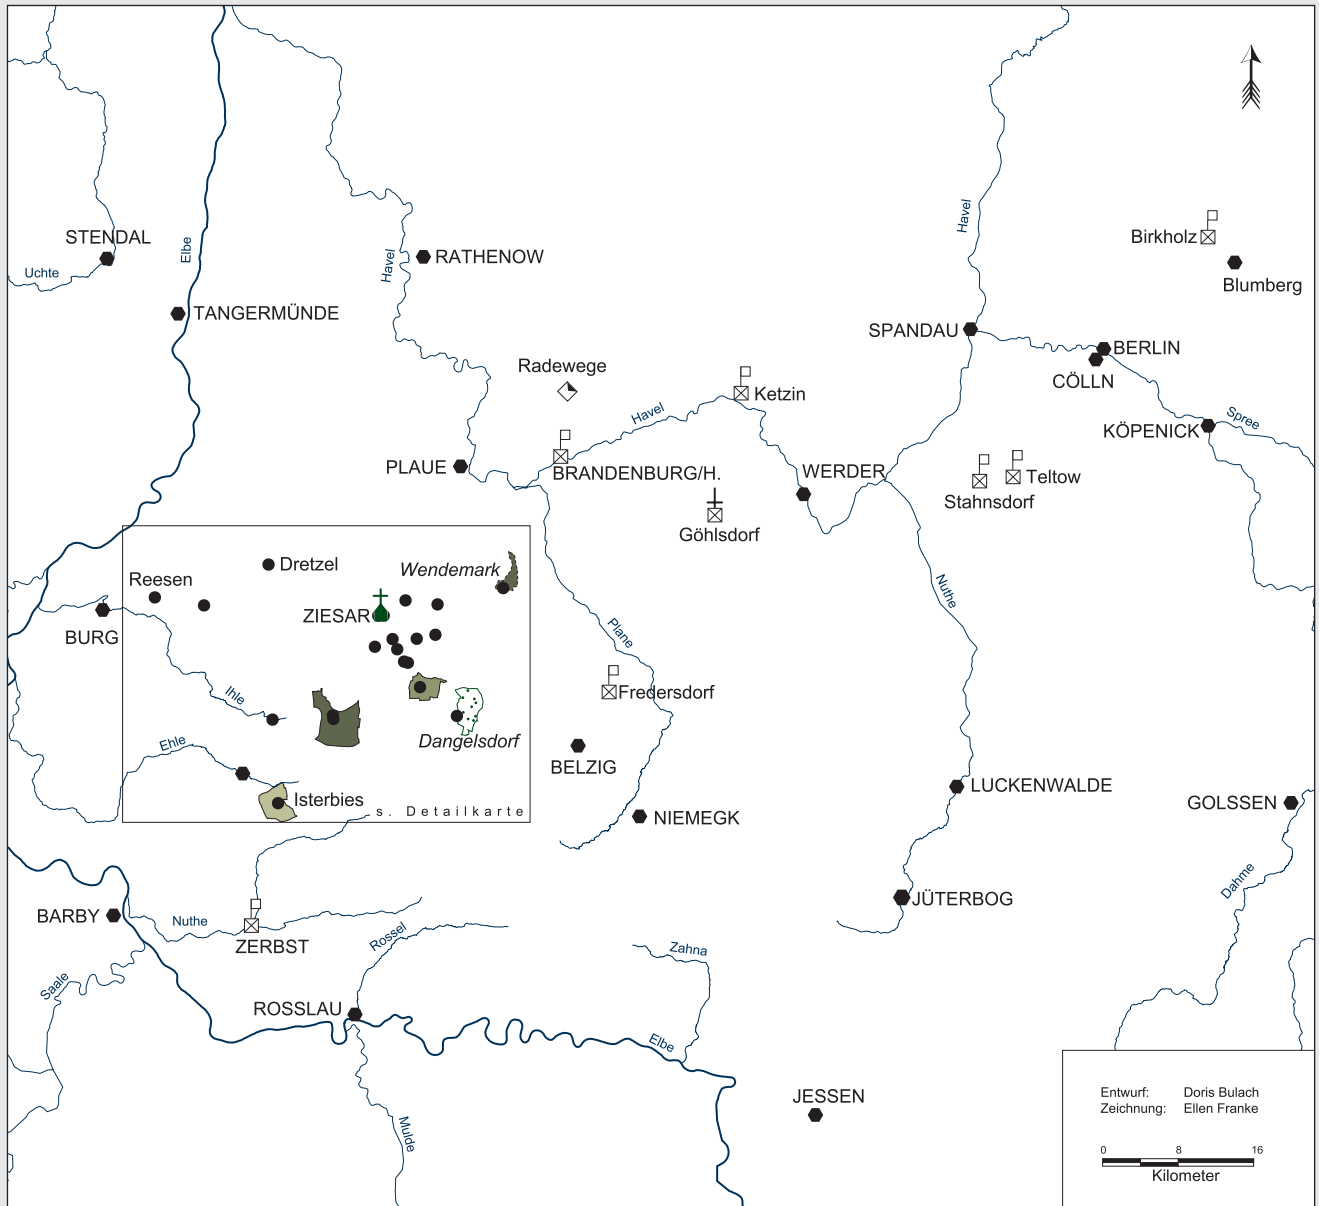 Havel
Birkholz
STENDAL
Elbe
RATHENOW
Havel
Uchte
Blumberg
TANGERMÜNDE
SPANDAU
BERLIN
CÖLLN
Radewege
Ketzin
Havel
Spree
KÖPENICK
PLAUE
BRANDENBURG/H.
WERDER
Teltow
Stahnsdorf
Göhlsdorf
Dretzel
Wendemark
Reesen
ZIESAR
Nuthe
BURG
Plane
Ihle
Fredersdorf
Dangelsdorf
Ehle
BELZIG
Isterbies
s. Detailkarte
NIEMEGK
LUCKENWALDE
GOLSSEN
Dahme
JÜTERBOG
BARBY
Nuthe
ZERBST
Rossel
Zahna
Saale
ROSSLAU
Elbe
JESSEN
Mulde
Entwurf: Doris Bulach
Zeichnung: Ellen Franke
0 8 16
Kilometer